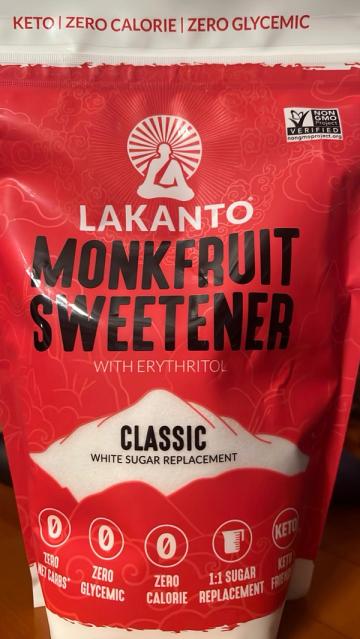 KETO | ZERO CALORIE | ZERO GLYCEMIC
NON
GMO
Project
VERIFIED
nongmoproject.org
LAKANTO®
MONKFRUIT
SWEETENER
WITH ERYTHRITOL
CLASSIC
WHITE SUGAR REPLACEMENT
0
ZERO
NET CARBS*
0
ZERO
GLYCEMIC
0
ZERO
CALORIE
1:1 SUGAR
REPLACEMENT
KETO
KETO